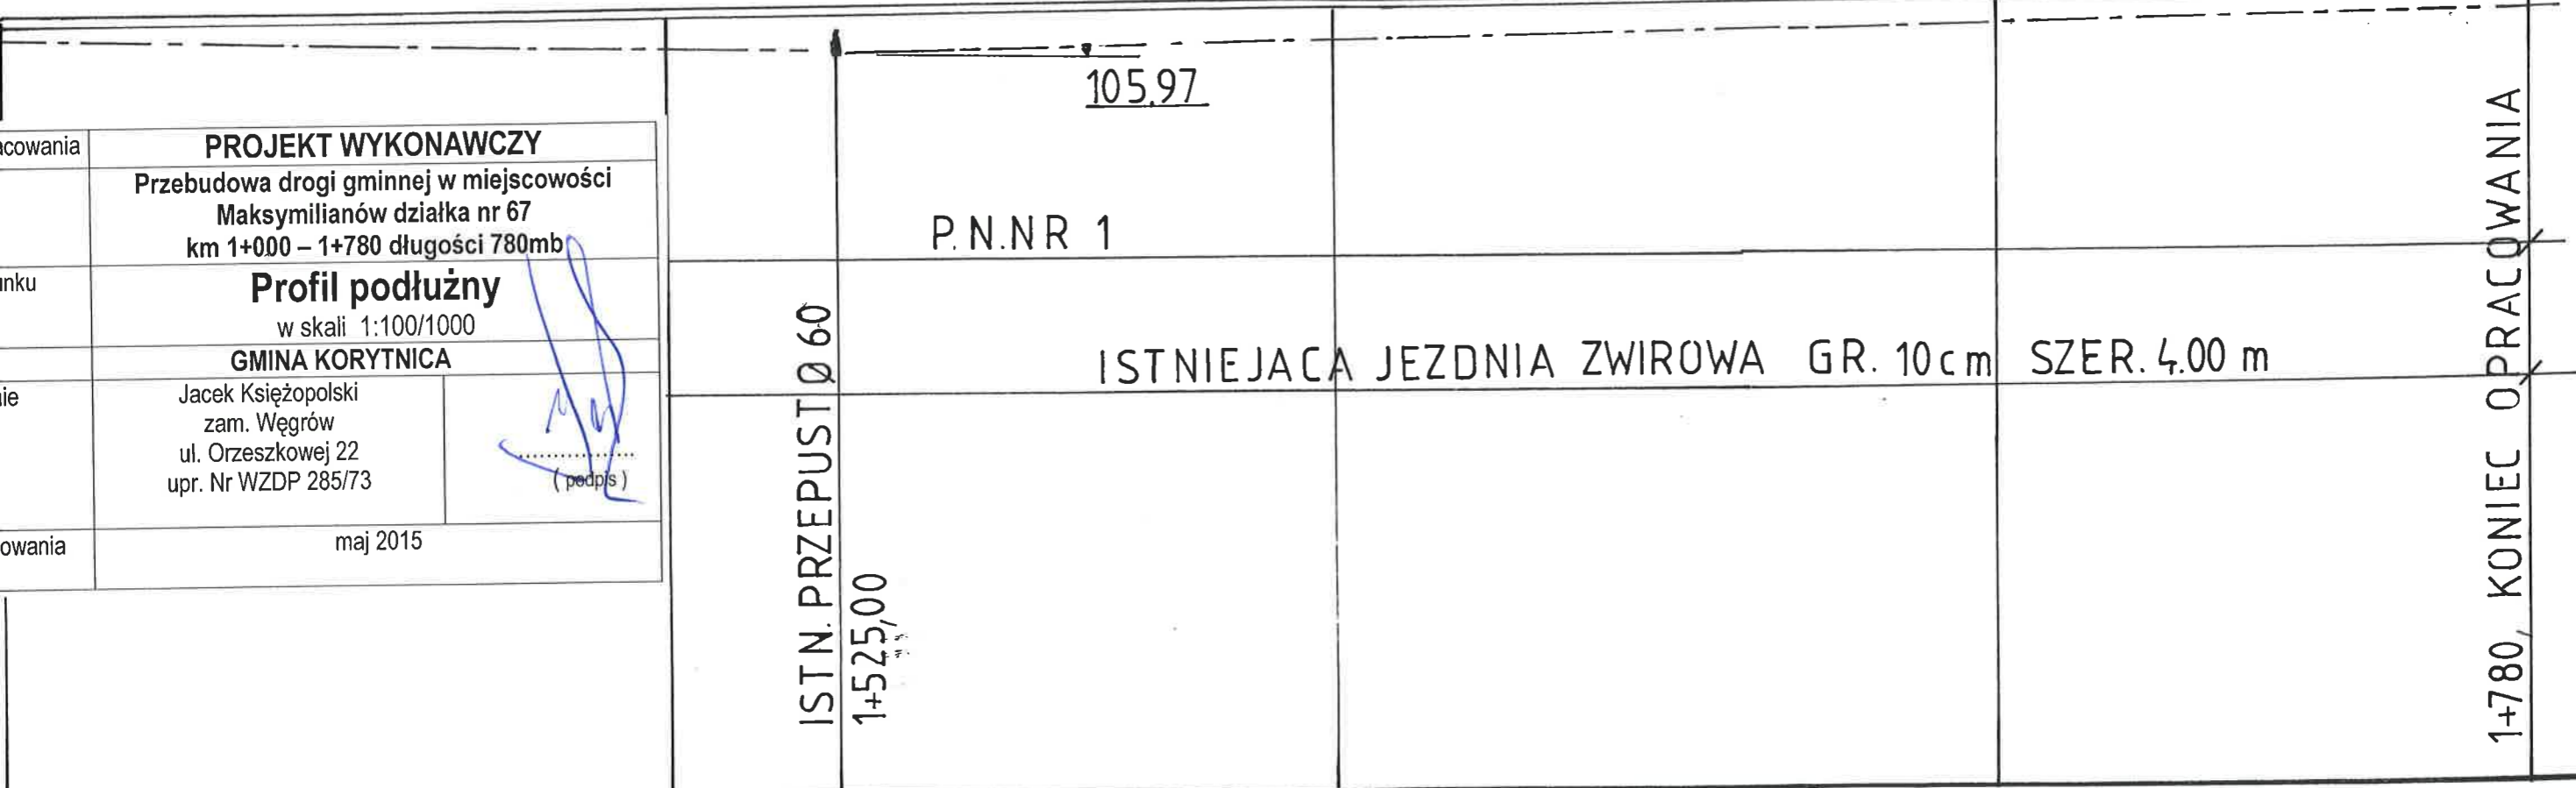 acowania
PROJEKT WYKONAWCZY
Przebudowa drogi gminnej w miejscowości
Maksymilianów działka nr 67
km 1+000 – 1+780 długości 780mb
unku
Profil podłużny
w skali 1:100/1000
GMINA KORYTNICA
nie
Jacek Księżopolski
zam. Węgrów
ul. Orzeszkowej 22
upr. Nr WZDP 285/73
( podpis )
owania
maj 2015
105,97
P.N.NR 1
ISTN. PRZEPUST Ø 60
1+525,00
ISTNIEJACA JEZDNIA ZWIROWA GR. 10cm SZER. 4.00 m
1+780, KONIEC OPRACOWANIA